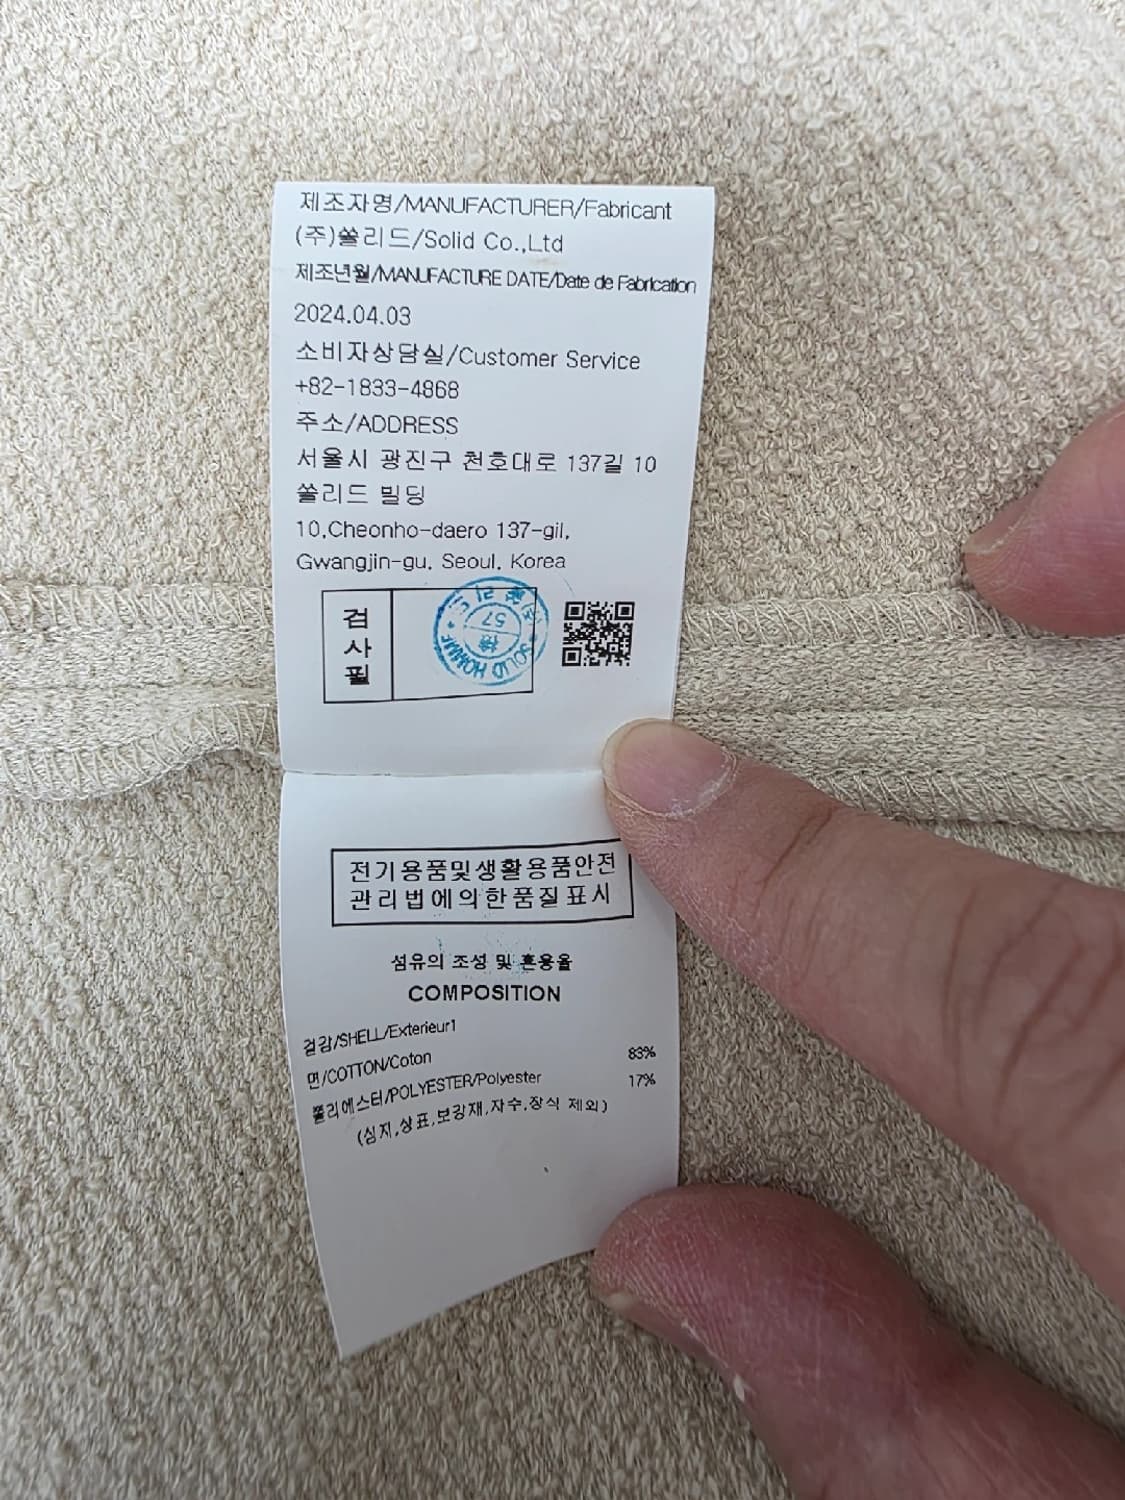 제조자명/MANUFACTURER/Fabricant
(주)쏠리드/Solid Co.,Ltd
제조년월/MANUFACTURE DATE/Date de Fabrication
2024.04.03
소비자상담실/Customer Service
+82-1833-4868
주소/ADDRESS
서울시 광진구 천호대로 137길 10
쏠리드 빌딩
10,Cheonho-daero 137-gil,
Gwangjin-gu, Seoul, Korea
검사필
57
SOLID HOMME
전기용품및생활용품안전
관리법에의한품질표시
섬유의 조성 및 혼용율
COMPOSITION
겉감/SHELL/Exterieur1
면/COTTON/Coton 83%
폴리에스터/POLYESTER/Polyester 17%
(심지,상표,보강재,자수,장식 제외)